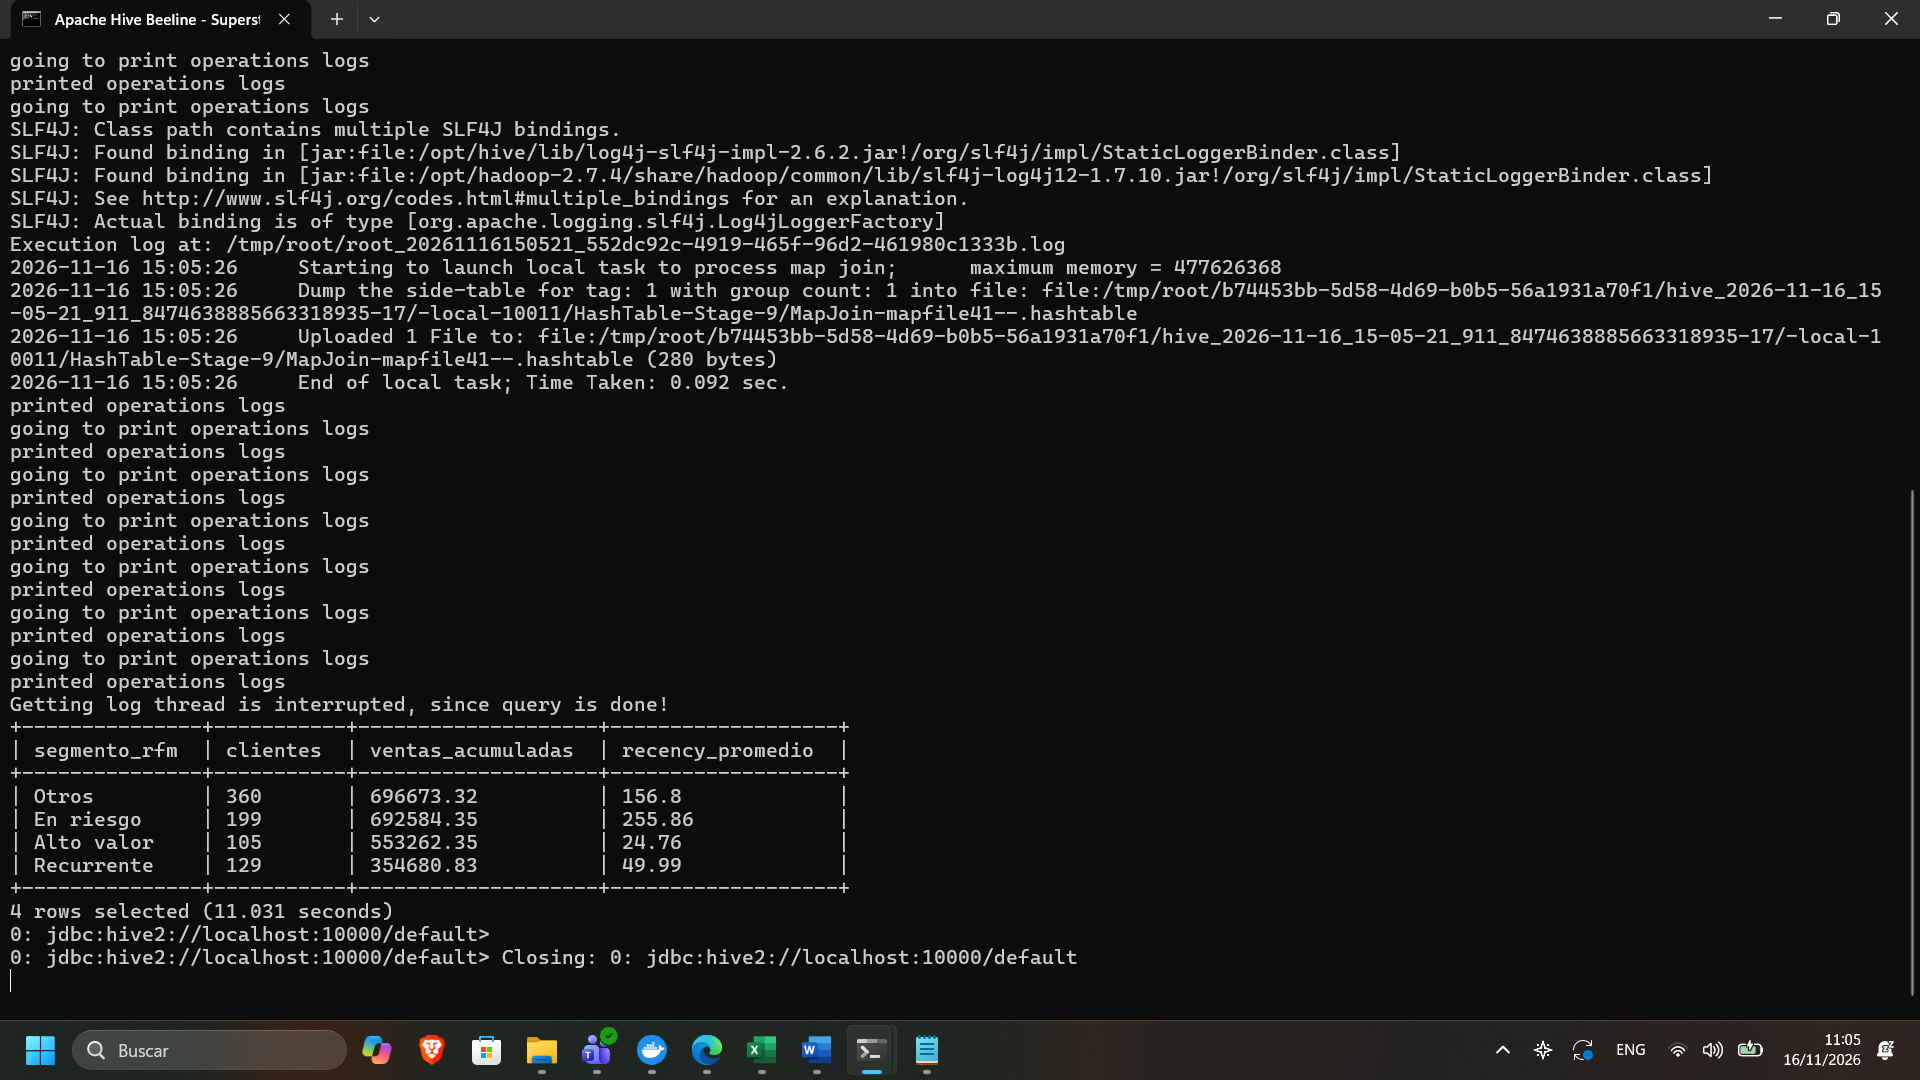 Apache Hive Beeline - Superst
going to print operations logs
printed operations logs
going to print operations logs
SLF4J: Class path contains multiple SLF4J bindings.
SLF4J: Found binding in [jar:file:/opt/hive/lib/log4j-slf4j-impl-2.6.2.jar!/org/slf4j/impl/StaticLoggerBinder.class]
SLF4J: Found binding in [jar:file:/opt/hadoop-2.7.4/share/hadoop/common/lib/slf4j-log4j12-1.7.10.jar!/org/slf4j/impl/StaticLoggerBinder.class]
SLF4J: See http://www.slf4j.org/codes.html#multiple_bindings for an explanation.
SLF4J: Actual binding is of type [org.apache.logging.slf4j.Log4jLoggerFactory]
Execution log at: /tmp/root/root_20261116150521_552dc92c-4919-465f-96d2-461980c1333b.log
2026-11-16 15:05:26     Starting to launch local task to process map join;      maximum memory = 477626368
2026-11-16 15:05:26     Dump the side-table for tag: 1 with group count: 1 into file: file:/tmp/root/b74453bb-5d58-4d69-b0b5-56a1931a70f1/hive_2026-11-16_15
-05-21_911_8474638885663318935-17/-local-10011/HashTable-Stage-9/MapJoin-mapfile41--.hashtable
2026-11-16 15:05:26     Uploaded 1 File to: file:/tmp/root/b74453bb-5d58-4d69-b0b5-56a1931a70f1/hive_2026-11-16_15-05-21_911_8474638885663318935-17/-local-1
0011/HashTable-Stage-9/MapJoin-mapfile41--.hashtable (280 bytes)
2026-11-16 15:05:26     End of local task; Time Taken: 0.092 sec.
printed operations logs
going to print operations logs
printed operations logs
going to print operations logs
printed operations logs
going to print operations logs
printed operations logs
going to print operations logs
printed operations logs
going to print operations logs
printed operations logs
going to print operations logs
printed operations logs
Getting log thread is interrupted, since query is done!
+---------------+-----------+--------------------+-------------------+
| segmento_rfm  | clientes  | ventas_acumuladas  | recency_promedio  |
+---------------+-----------+--------------------+-------------------+
| Otros         | 360       | 696673.32          | 156.8             |
| En riesgo     | 199       | 692584.35          | 255.86            |
| Alto valor    | 105       | 553262.35          | 24.76             |
| Recurrente    | 129       | 354680.83          | 49.99             |
+---------------+-----------+--------------------+-------------------+
4 rows selected (11.031 seconds)
0: jdbc:hive2://localhost:10000/default>
0: jdbc:hive2://localhost:10000/default> Closing: 0: jdbc:hive2://localhost:10000/default
Buscar
ENG
11:05
16/11/2026